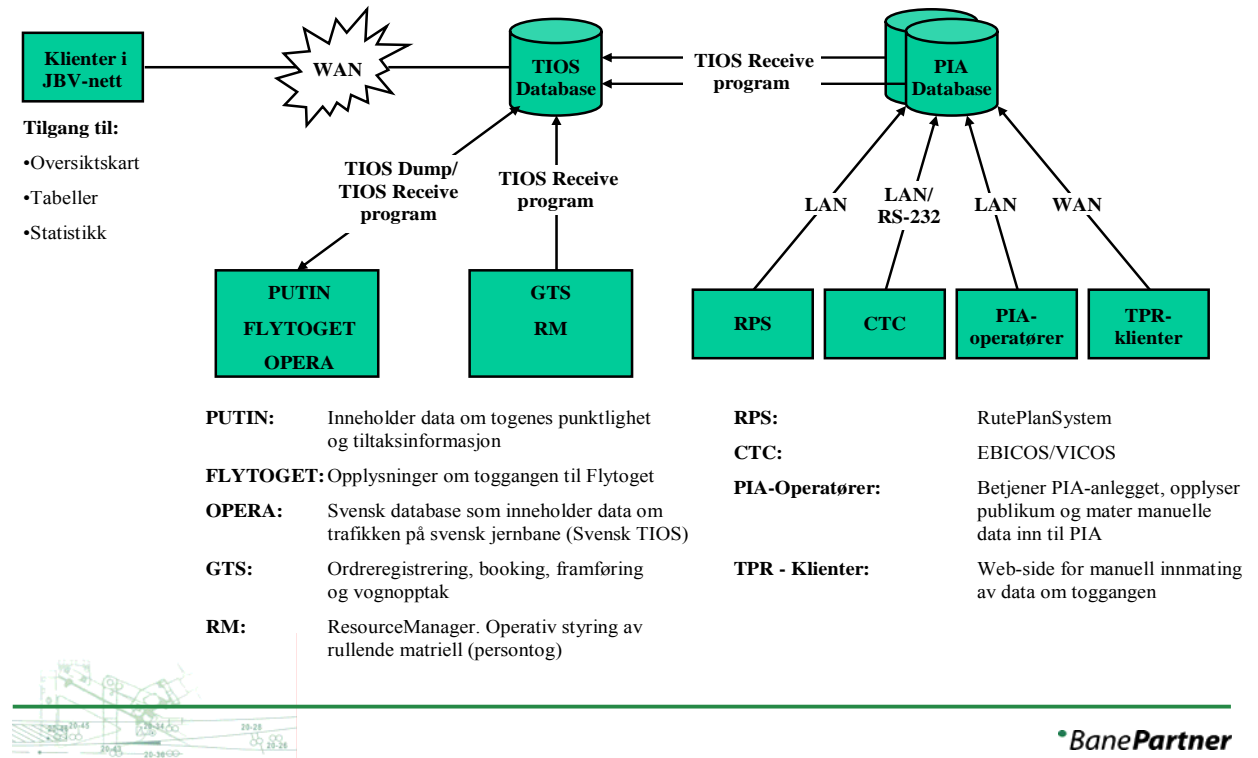 Klienter i
JBV-nett
WAN
TIOS
Database
TIOS Receive
program
PIA
Database
Tilgang til:
•Oversiktskart
•Tabeller
•Statistikk
TIOS Dump/
TIOS Receive
program
TIOS Receive
program
LAN
LAN/
RS-232
LAN
WAN
PUTIN
FLYTOGET
OPERA
GTS
RM
RPS
CTC
PIA-
operatører
TPR-
klienter
PUTIN: Inneholder data om togenes punktlighet
og tiltaksinformasjon
FLYTOGET: Opplysninger om toggangen til Flytoget
OPERA: Svensk database som inneholder data om
trafikken på svensk jernbane (Svensk TIOS)
GTS: Ordreregistrering, booking, framføring
og vognopptak
RM: ResourceManager. Operativ styring av
rullende matriell (persontog)
RPS: RutePlanSystem
CTC: EBICOS/VICOS
PIA-Operatører: Betjener PIA-anlegget, opplyser
publikum og mater manuelle
data inn til PIA
TPR - Klienter: Web-side for manuell innmating
av data om toggangen
20-28
20-26
BanePartner